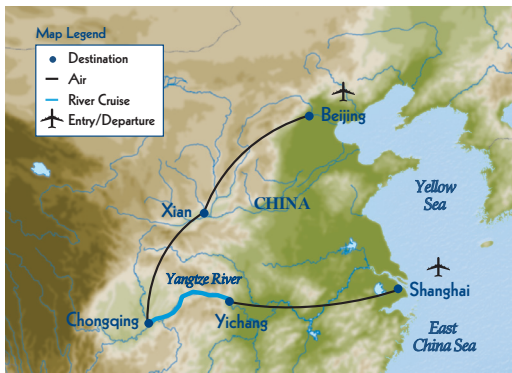 Map Legend
Destination
Air
River Cruise
Entry/Departure
Beijing
Yellow
Sea
Xian
CHINA
Yangtze River
Shanghai
Chongqing
Yichang
East
China Sea